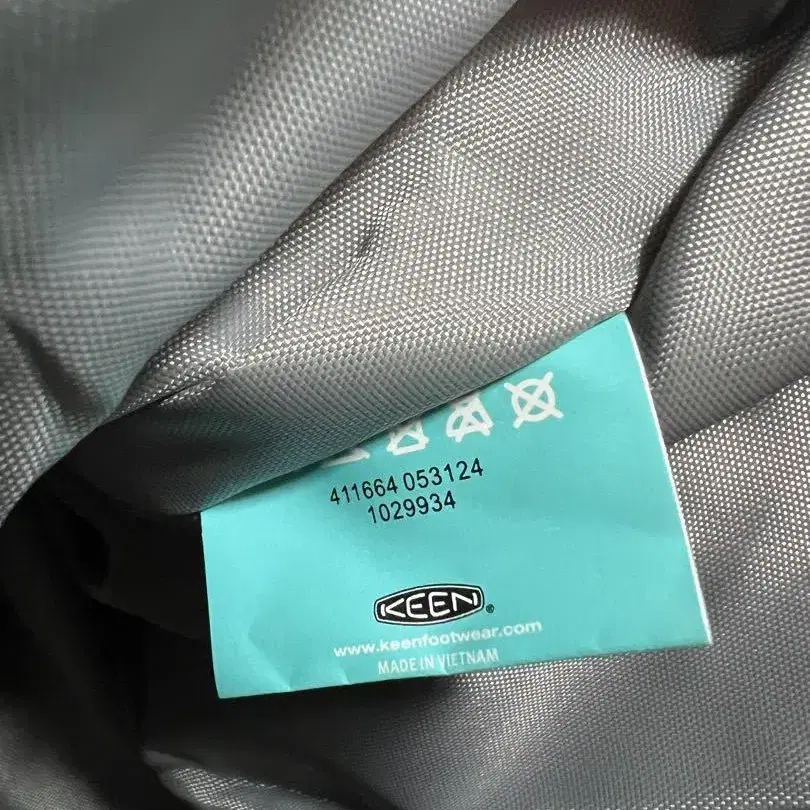 411664 053124
1029934
KEEN®
www.keenfootwear.com
MADE IN VIETNAM